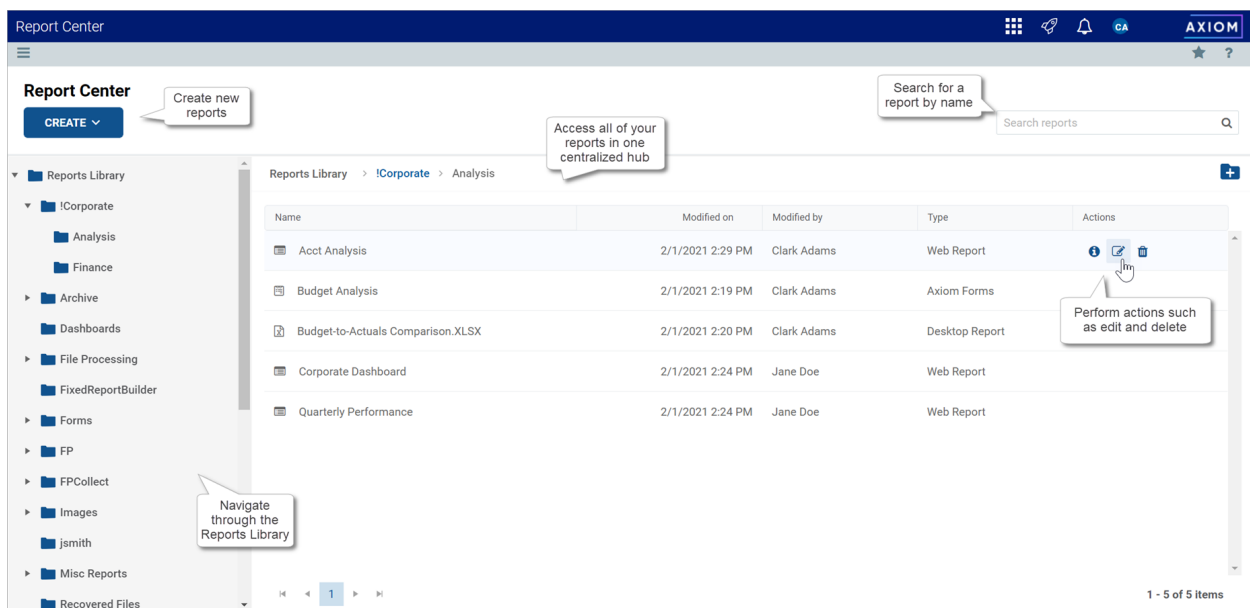 Report Center
CA
AXIOM
?
Report Center
CREATE
Create new
reports
Search for a
report by name
Search reports
Access all of your
reports in one
centralized hub
Reports Library
!Corporate
Analysis
Finance
Archive
Dashboards
File Processing
FixedReportBuilder
Forms
FP
FPCollect
Images
jsmith
Misc Reports
Recovered Files
Navigate
through the
Reports Library
Reports Library > !Corporate > Analysis
Name Modified on Modified by Type Actions
Acct Analysis 2/1/2021 2:29 PM Clark Adams Web Report
Budget Analysis 2/1/2021 2:19 PM Clark Adams Axiom Forms
Budget-to-Actuals Comparison.XLSX 2/1/2021 2:20 PM Clark Adams Desktop Report
Corporate Dashboard 2/1/2021 2:24 PM Jane Doe Web Report
Quarterly Performance 2/1/2021 2:24 PM Jane Doe Web Report
Perform actions such
as edit and delete
1
1 - 5 of 5 items